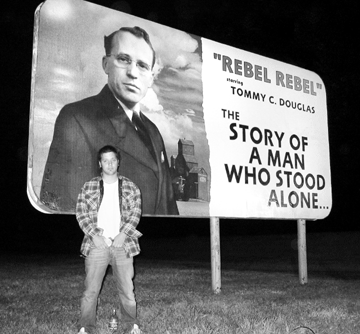 "REBEL REBEL"
starring
TOMMY C. DOUGLAS
THE
STORY OF
A MAN
WHO STOOD
ALONE...